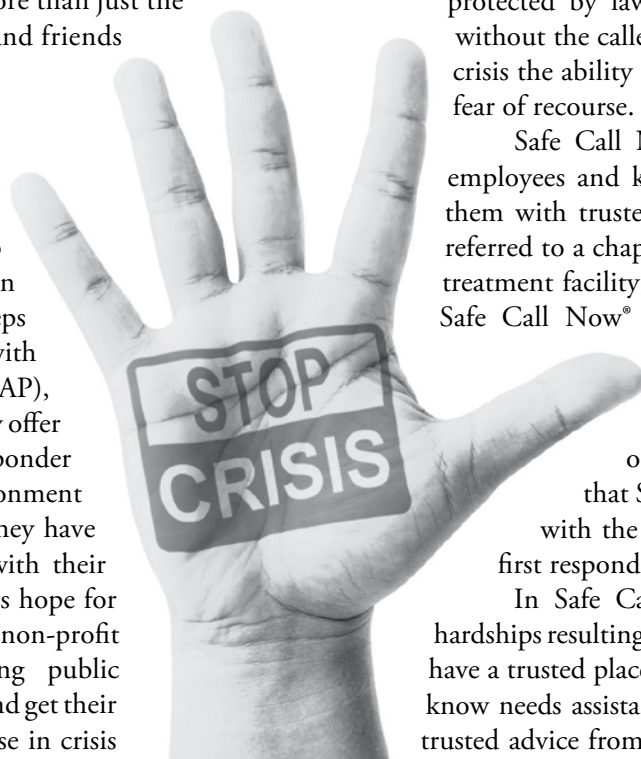 ore than just the
and friends
n
eps
with
AP),
offer
ponder
onment
hey have
with their
s hope for
non-profit
ng public
nd get their
se in crisis
STOP
CRISIS
protected by law
without the calle
crisis the ability
fear of recourse.
Safe Call N
employees and k
them with truste
referred to a chap
treatment facility
Safe Call Now®
o
that S
with the
first respond
In Safe Ca
hardships resulting
have a trusted place
know needs assista
trusted advice from